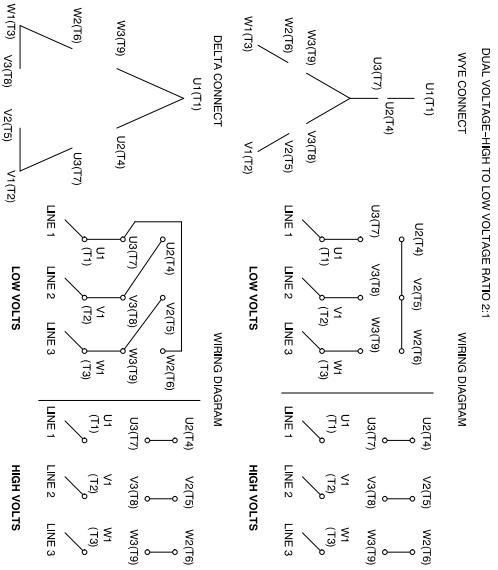 DUAL VOLTAGE-HIGH TO LOW VOLTAGE RATIO 2:1
WYE CONNECT
WIRING DIAGRAM
U1(T1)
U2(T4)
U3(T7)
W3(T9) V3(T8)
W2(T6) V2(T5)
W1(T3) V1(T2)
U2(T4) V2(T5) W2(T6)
U3(T7) V3(T8) W3(T9)
U1 V1 W1
(T1) (T2) (T3)
LINE 1 LINE 2 LINE 3
LOW VOLTS
U2(T4) V2(T5) W2(T6)
U3(T7) V3(T8) W3(T9)
U1 V1 W1
(T1) (T2) (T3)
LINE 1 LINE 2 LINE 3
HIGH VOLTS
DELTA CONNECT
WIRING DIAGRAM
U1(T1)
W3(T9) U2(T4)
W2(T6) U3(T7)
W1(T3) V3(T8) V2(T5) V1(T2)
U2(T4) V2(T5) W2(T6)
U3(T7) V3(T8) W3(T9)
U1 V1 W1
(T1) (T2) (T3)
LINE 1 LINE 2 LINE 3
LOW VOLTS
U2(T4) V2(T5) W2(T6)
U3(T7) V3(T8) W3(T9)
U1 V1 W1
(T1) (T2) (T3)
LINE 1 LINE 2 LINE 3
HIGH VOLTS